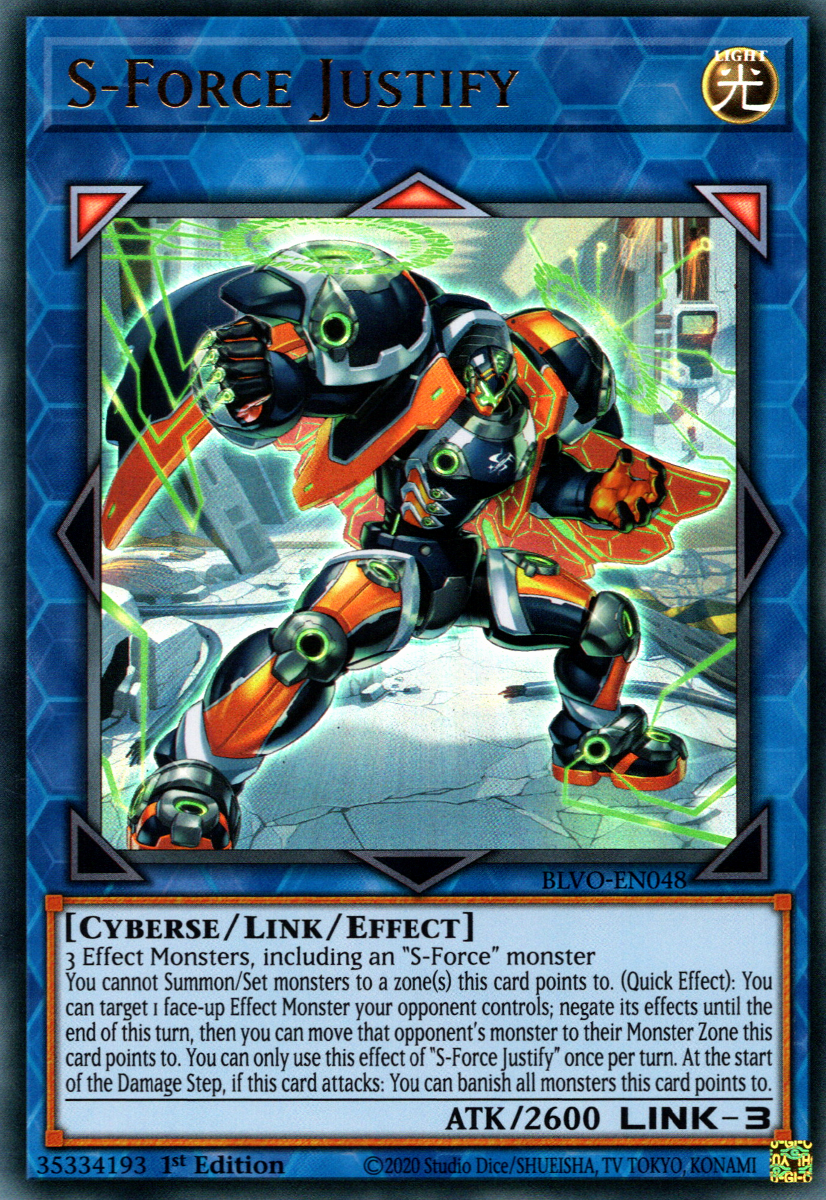 S-Force Justify
LIGHT
光
BLVO-EN048
[Cyberse/Link/Effect]
3 Effect Monsters, including an "S-Force" monster
You cannot Summon/Set monsters to a zone(s) this card points to. (Quick Effect): You
can target 1 face-up Effect Monster your opponent controls; negate its effects until the
end of this turn, then you can move that opponent's monster to their Monster Zone this
card points to. You can only use this effect of "S-Force Justify" once per turn. At the start
of the Damage Step, if this card attacks: You can banish all monsters this card points to.
ATK/2600 LINK-3
35334193 1st Edition ©2020 Studio Dice/SHUEISHA, TV TOKYO, KONAMI